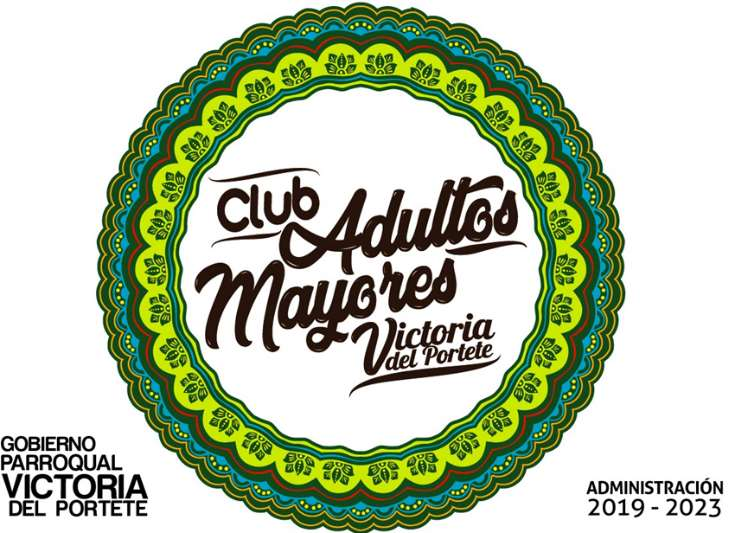 Club Adultos
Mayores
Victoria
del Portete
GOBIERNO
PARROQUAL
VICTORIA
DEL PORTETE
ADMINISTRACIÓN
2019 - 2023